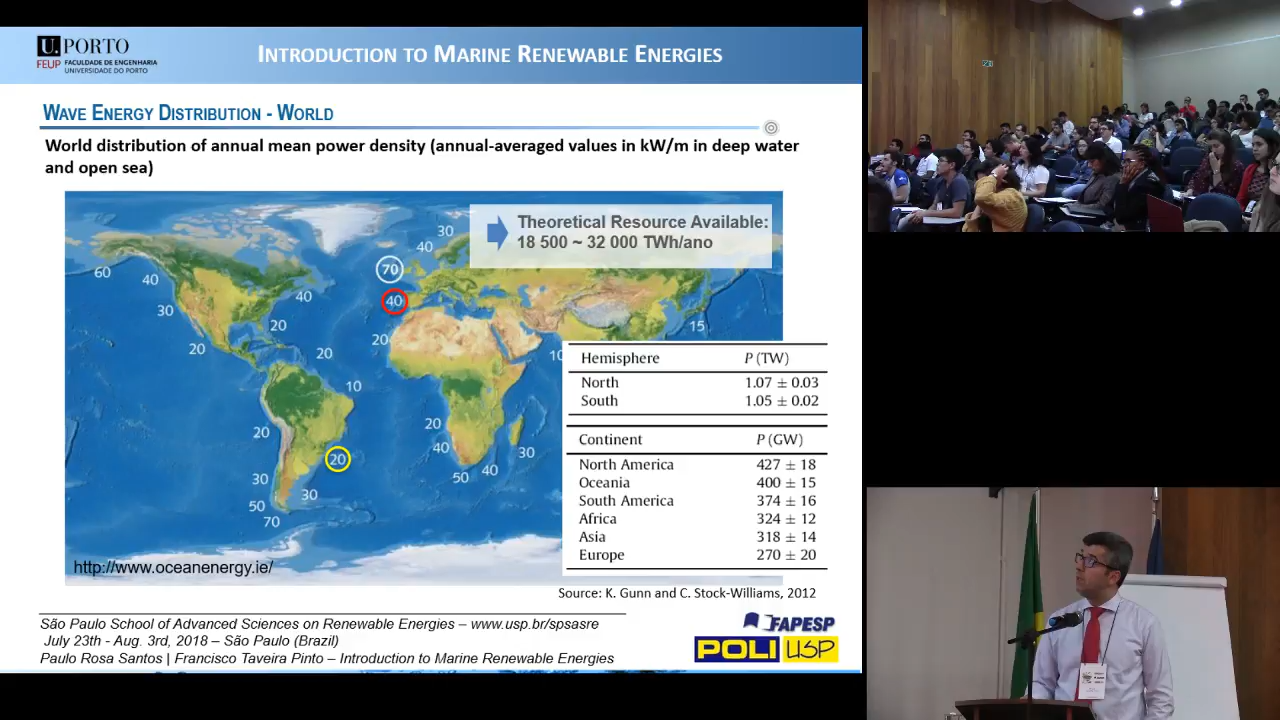 U.PORTO
FEUP FACULDADE DE ENGENHARIA
UNIVERSIDADE DO PORTO
INTRODUCTION TO MARINE RENEWABLE ENERGIES
WAVE ENERGY DISTRIBUTION - WORLD
World distribution of annual mean power density (annual-averaged values in kW/m in deep water
and open sea)
Theoretical Resource Available:
18 500 ~ 32 000 TWh/ano
30
40
70
60
40
40
40
30
20
15
20
20
20
10
10
20
20
20
40
30
50
40
30
30
50
70
Hemisphere P (TW)
North 1.07 ± 0.03
South 1.05 ± 0.02
Continent P (GW)
North America 427 ± 18
Oceania 400 ± 15
South America 374 ± 16
Africa 324 ± 12
Asia 318 ± 14
Europe 270 ± 20
http://www.oceanenergy.ie/
Source: K. Gunn and C. Stock-Williams, 2012
São Paulo School of Advanced Sciences on Renewable Energies – www.usp.br/spsasre
July 23th - Aug. 3rd, 2018 – São Paulo (Brazil)
Paulo Rosa Santos | Francisco Taveira Pinto – Introduction to Marine Renewable Energies
FAPESP
POLI USP